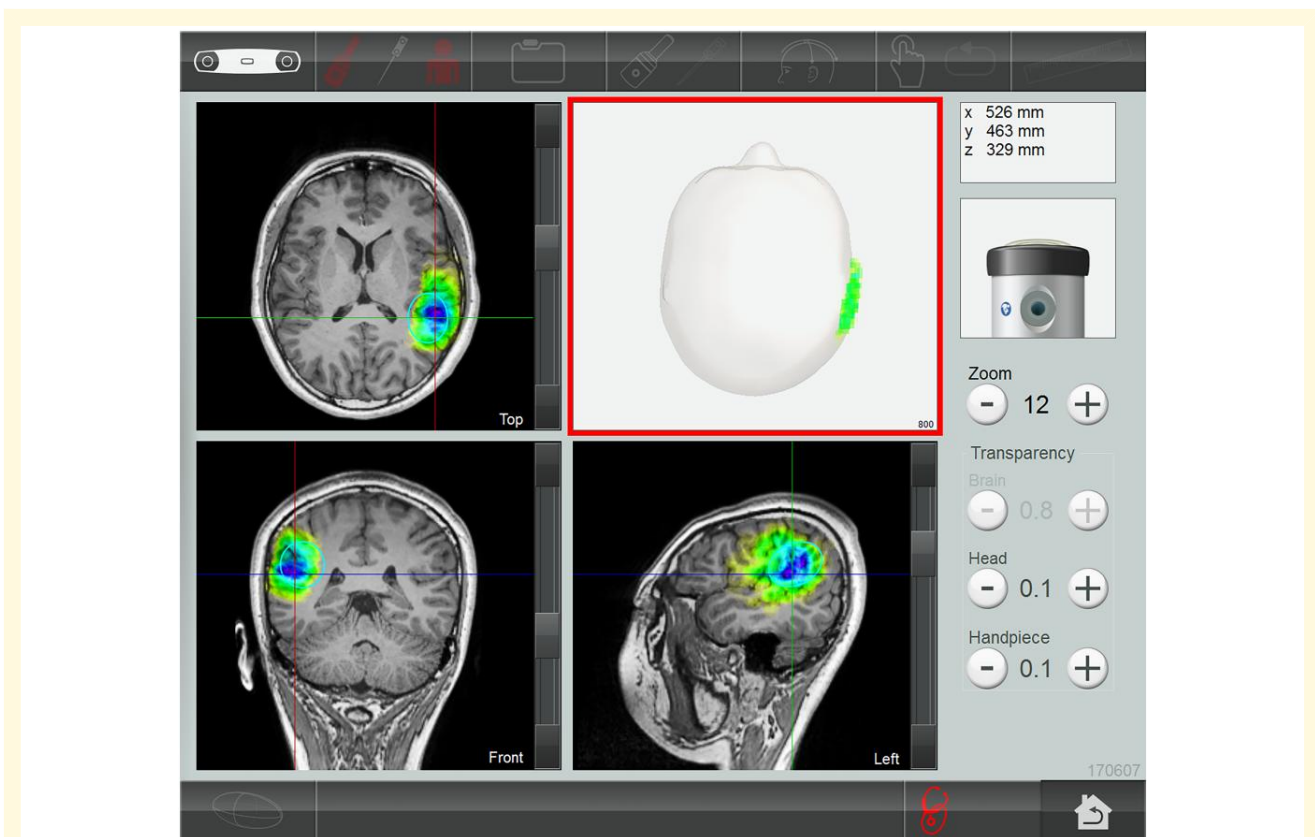 x 526 mm
y 463 mm
z 329 mm
Top
800
Zoom
- 12 +
Transparency
Brain
- 0.8 +
Head
- 0.1 +
Handpiece
- 0.1 +
Front
Left
170607